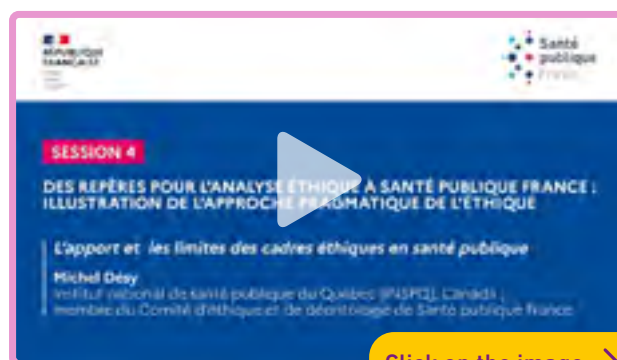 RÉPUBLIQUE
FRANÇAISE
Santé
publique
France
SESSION 4
DES REPÈRES POUR L'ANALYSE ÉTHIQUE À SANTÉ PUBLIQUE FRANCE :
ILLUSTRATION DE L'APPROCHE PRAGMATIQUE DE L'ÉTHIQUE
L'apport et les limites des cadres éthiques en santé publique
Michel Désy
Institut national de santé publique du Québec (INSPQ), Canada ;
membre du Comité d'éthique et de déontologie de Santé publique France
Click on the image